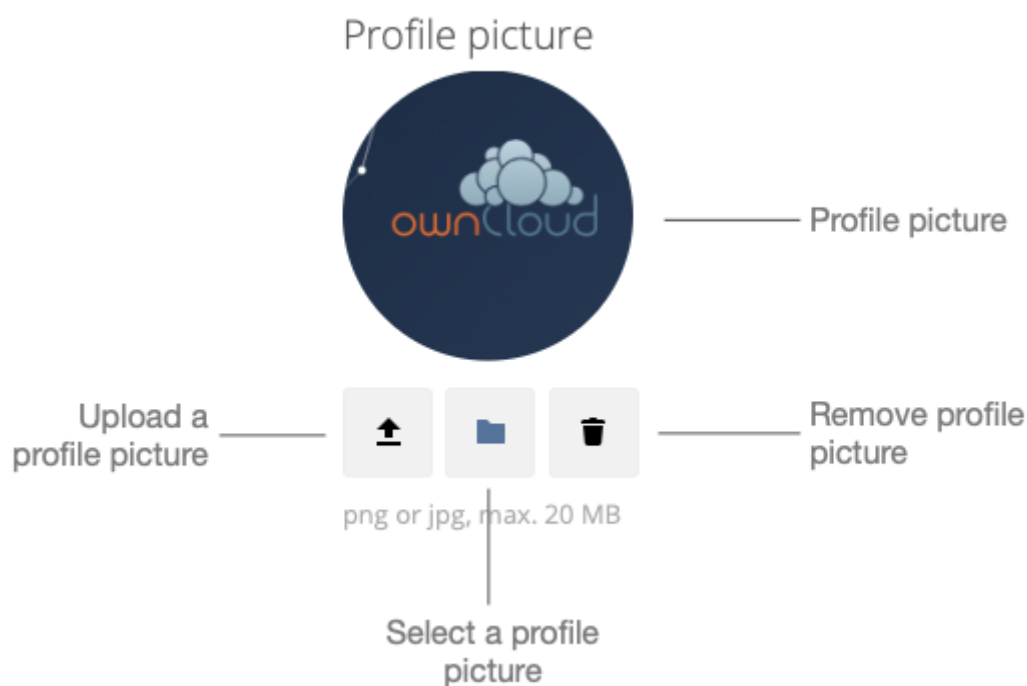 Profile picture
ownCloud
Profile picture
Upload a
profile picture
Remove profile
picture
png or jpg, max. 20 MB
Select a profile
picture